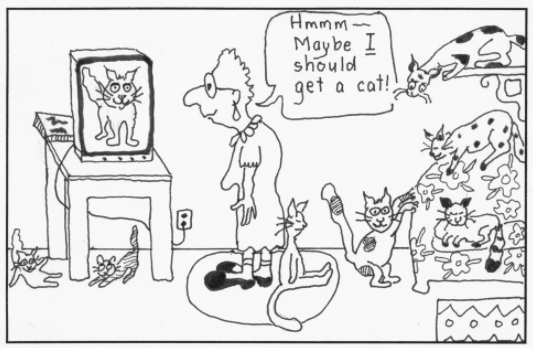 Hmmm —
Maybe I
should
get a cat!